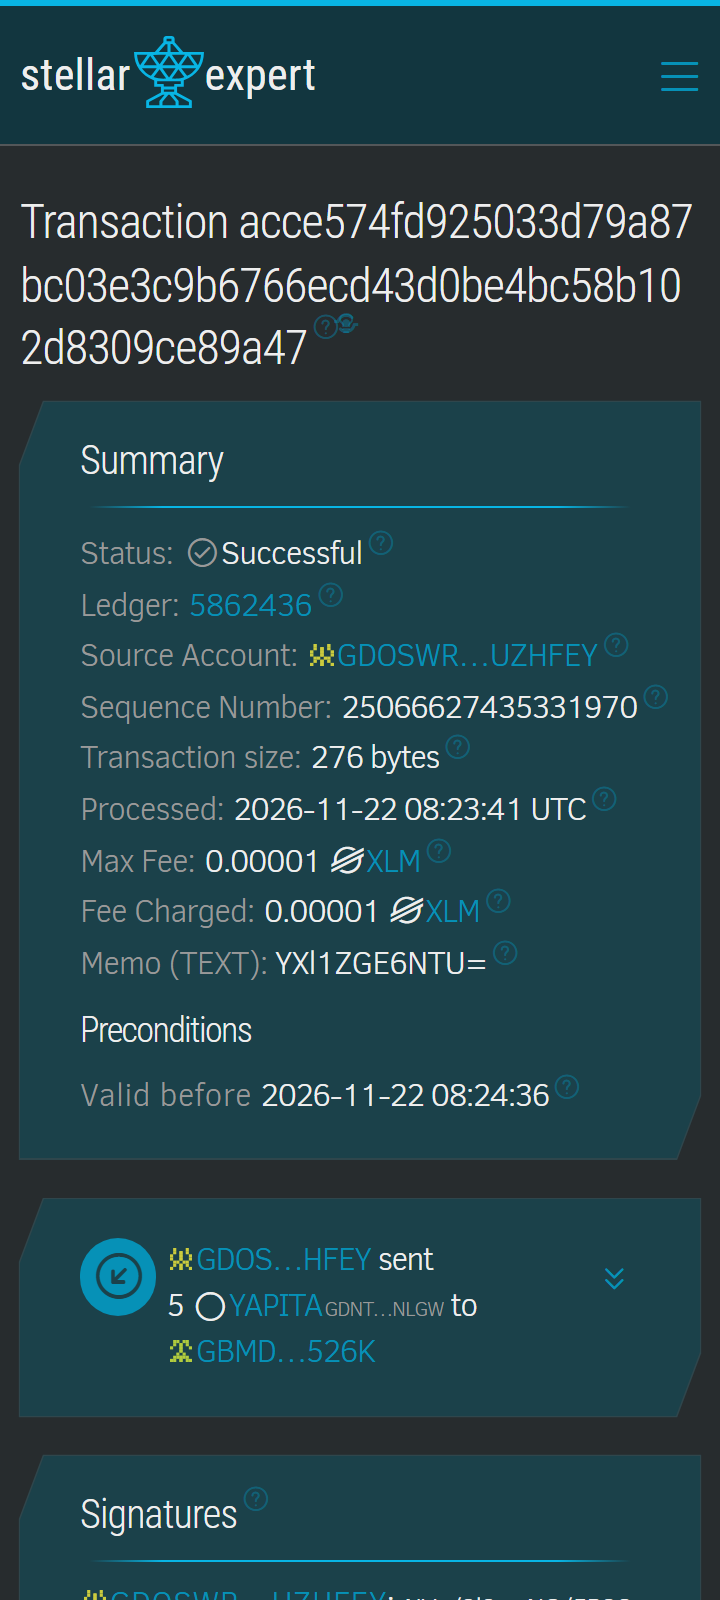 stellar expert
Transaction acce574fd925033d79a87
bc03e3c9b6766ecd43d0be4bc58b10
2d8309ce89a47
Summary
Status: Successful
Ledger: 5862436
Source Account: GDOSWR…UZHFEY
Sequence Number: 25066627435331970
Transaction size: 276 bytes
Processed: 2026-11-22 08:23:41 UTC
Max Fee: 0.00001 XLM
Fee Charged: 0.00001 XLM
Memo (TEXT): YXl1ZGE6NTU=
Preconditions
Valid before 2026-11-22 08:24:36
GDOS…HFEY sent
5 YAPITA GDNT…NLGW to
GBMD…526K
Signatures
GDOSWR…UZHFEY